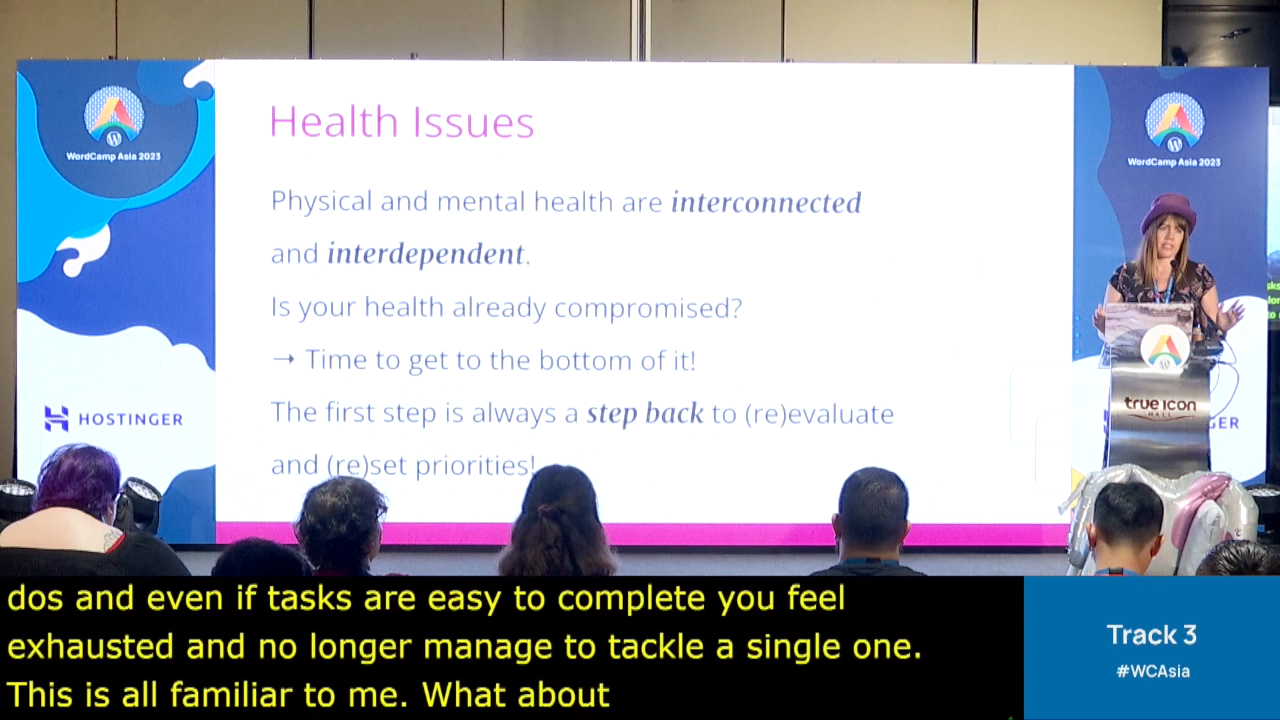 WordCamp Asia 2023
HOSTINGER
Health Issues
Physical and mental health are interconnected
and interdependent.
Is your health already compromised?
→ Time to get to the bottom of it!
The first step is always a step back to (re)evaluate
and (re)set priorities!
WordCamp Asia 2023
true icon
HALL
GER
dos and even if tasks are easy to complete you feel
exhausted and no longer manage to tackle a single one.
This is all familiar to me. What about
Track 3
#WCAsia